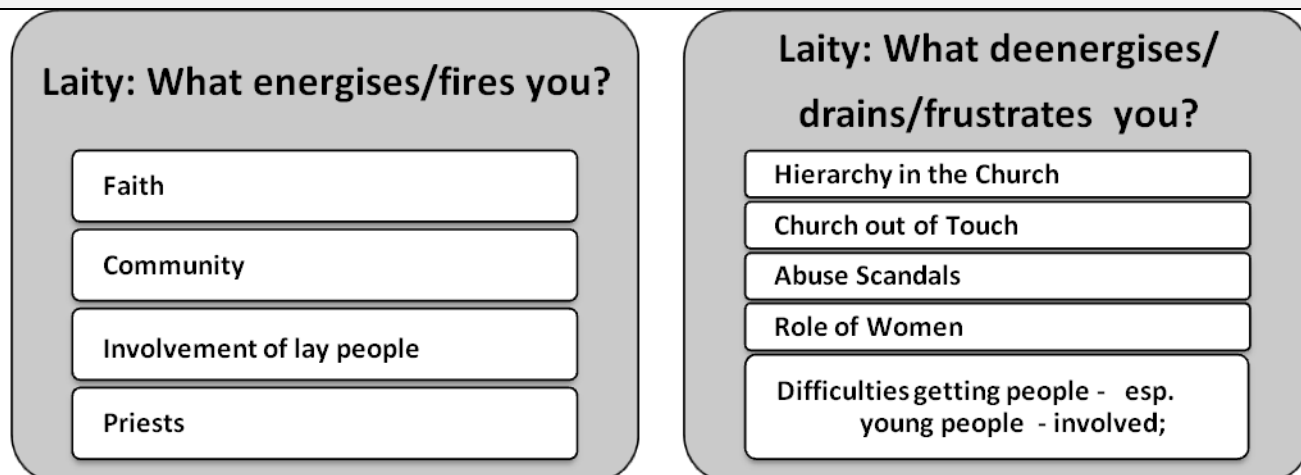 Laity: What energises/fires you?
Faith
Community
Involvement of lay people
Priests
Laity: What deenergises/
drains/frustrates you?
Hierarchy in the Church
Church out of Touch
Abuse Scandals
Role of Women
Difficulties getting people - esp.
young people - involved;